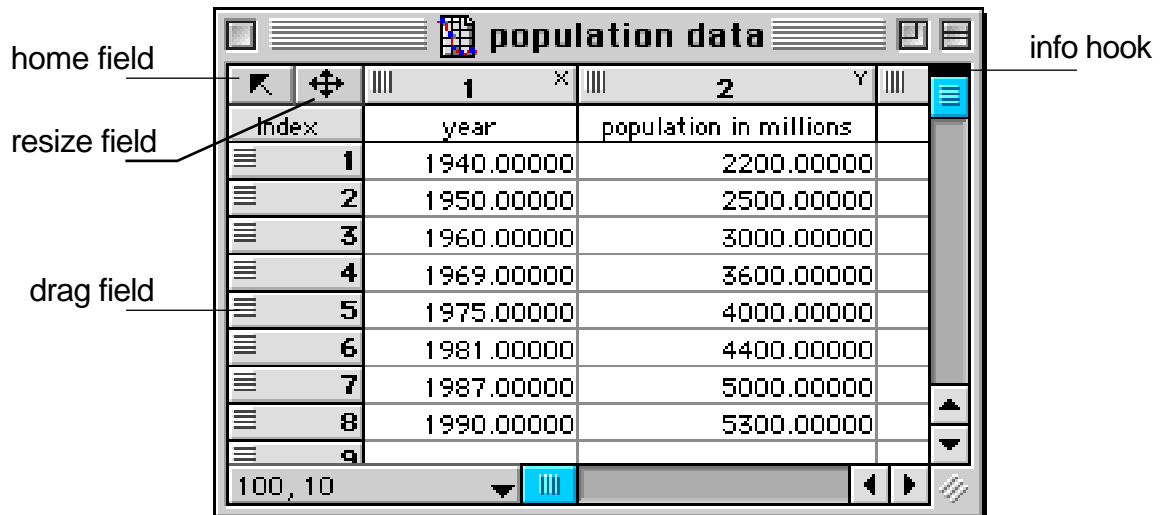 population data
home field
info hook
1 X 2 Y
resize field
Index year population in millions
1 1940.00000 2200.00000
2 1950.00000 2500.00000
3 1960.00000 3000.00000
4 1969.00000 3600.00000
drag field
5 1975.00000 4000.00000
6 1981.00000 4400.00000
7 1987.00000 5000.00000
8 1990.00000 5300.00000
9
100, 10